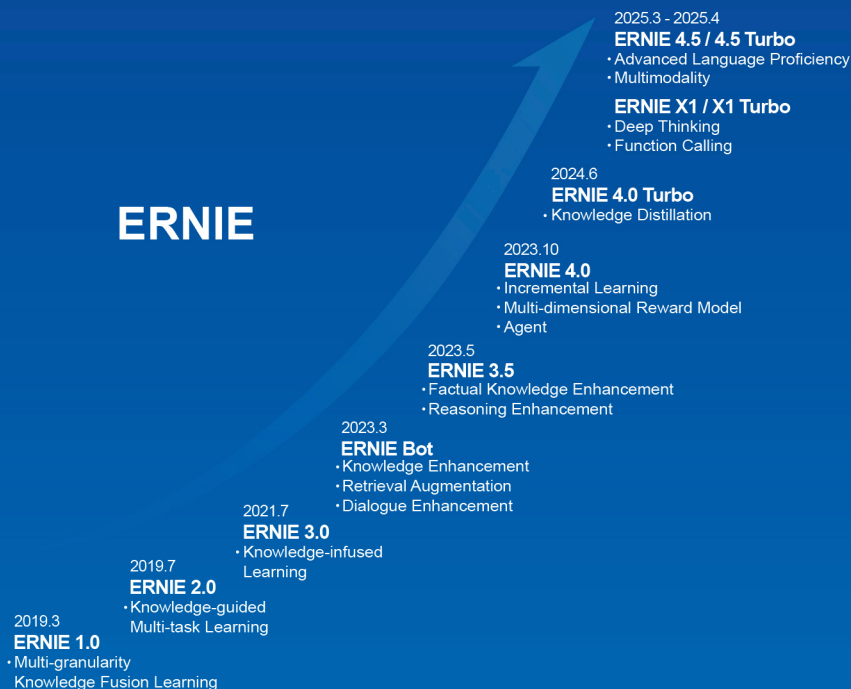 2025.3 - 2025.4
ERNIE 4.5 / 4.5 Turbo
· Advanced Language Proficiency
· Multimodality
ERNIE X1 / X1 Turbo
· Deep Thinking
· Function Calling
2024.6
ERNIE 4.0 Turbo
· Knowledge Distillation
ERNIE
2023.10
ERNIE 4.0
· Incremental Learning
· Multi-dimensional Reward Model
· Agent
2023.5
ERNIE 3.5
· Factual Knowledge Enhancement
· Reasoning Enhancement
2023.3
ERNIE Bot
· Knowledge Enhancement
· Retrieval Augmentation
· Dialogue Enhancement
2021.7
ERNIE 3.0
· Knowledge-infused
Learning
2019.7
ERNIE 2.0
· Knowledge-guided
Multi-task Learning
2019.3
ERNIE 1.0
· Multi-granularity
Knowledge Fusion Learning